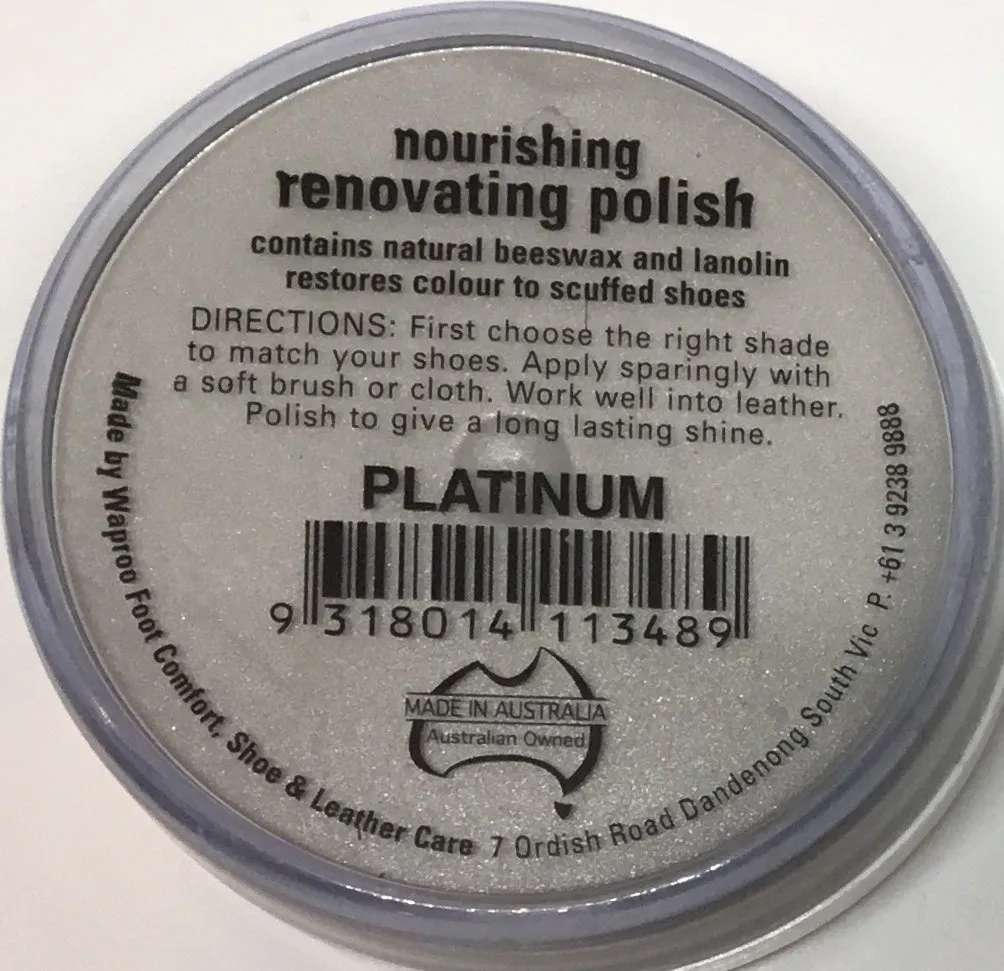 nourishing
renovating polish
contains natural beeswax and lanolin
restores colour to scuffed shoes
DIRECTIONS: First choose the right shade
to match your shoes. Apply sparingly with
a soft brush or cloth. Work well into leather.
Polish to give a long lasting shine.
PLATINUM
9 318014 113489
MADE IN AUSTRALIA
Australian Owned
Made by Waproo Foot Comfort, Shoe & Leather Care 7 Ordish Road Dandenong South Vic P. +61 3 9238 9888